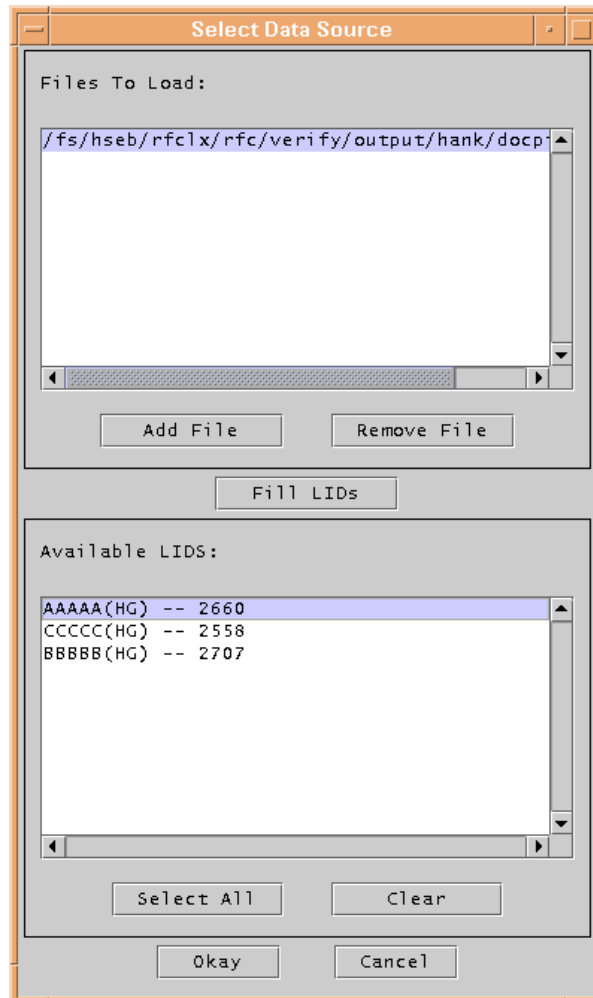 Select Data Source
Files To Load:
/fs/hseb/rfclx/rfc/verify/output/hank/docp
Add File
Remove File
Fill LIDs
Available LIDS:
AAAAA(HG) -- 2660
CCCCC(HG) -- 2558
BBBBB(HG) -- 2707
Select All
Clear
Okay
Cancel